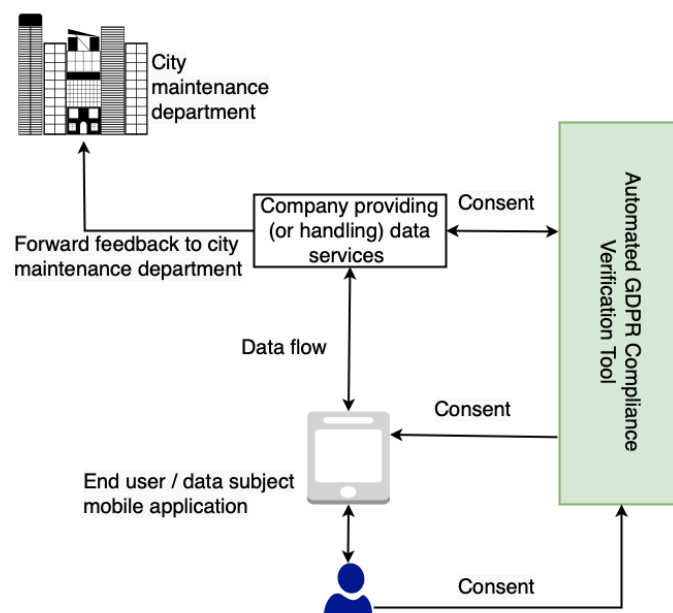 City
maintenance
department
Company providing
(or handling) data
services
Consent
Forward feedback to city
maintenance department
Automated GDPR Compliance
Verification Tool
Data flow
Consent
End user / data subject
mobile application
Consent